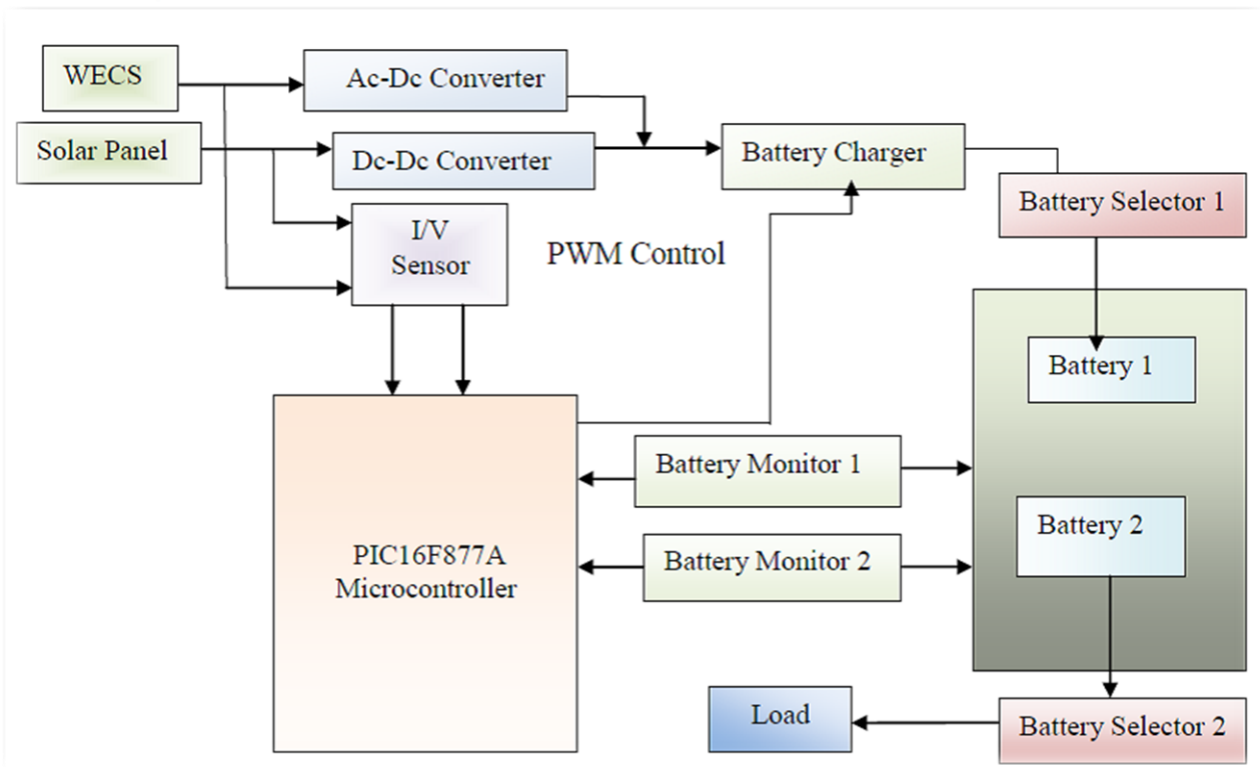 WECS
Ac-Dc Converter
Solar Panel
Dc-Dc Converter
Battery Charger
Battery Selector 1
I/V
Sensor
PWM Control
Battery 1
Battery Monitor 1
Battery 2
PIC16F877A
Microcontroller
Battery Monitor 2
Load
Battery Selector 2